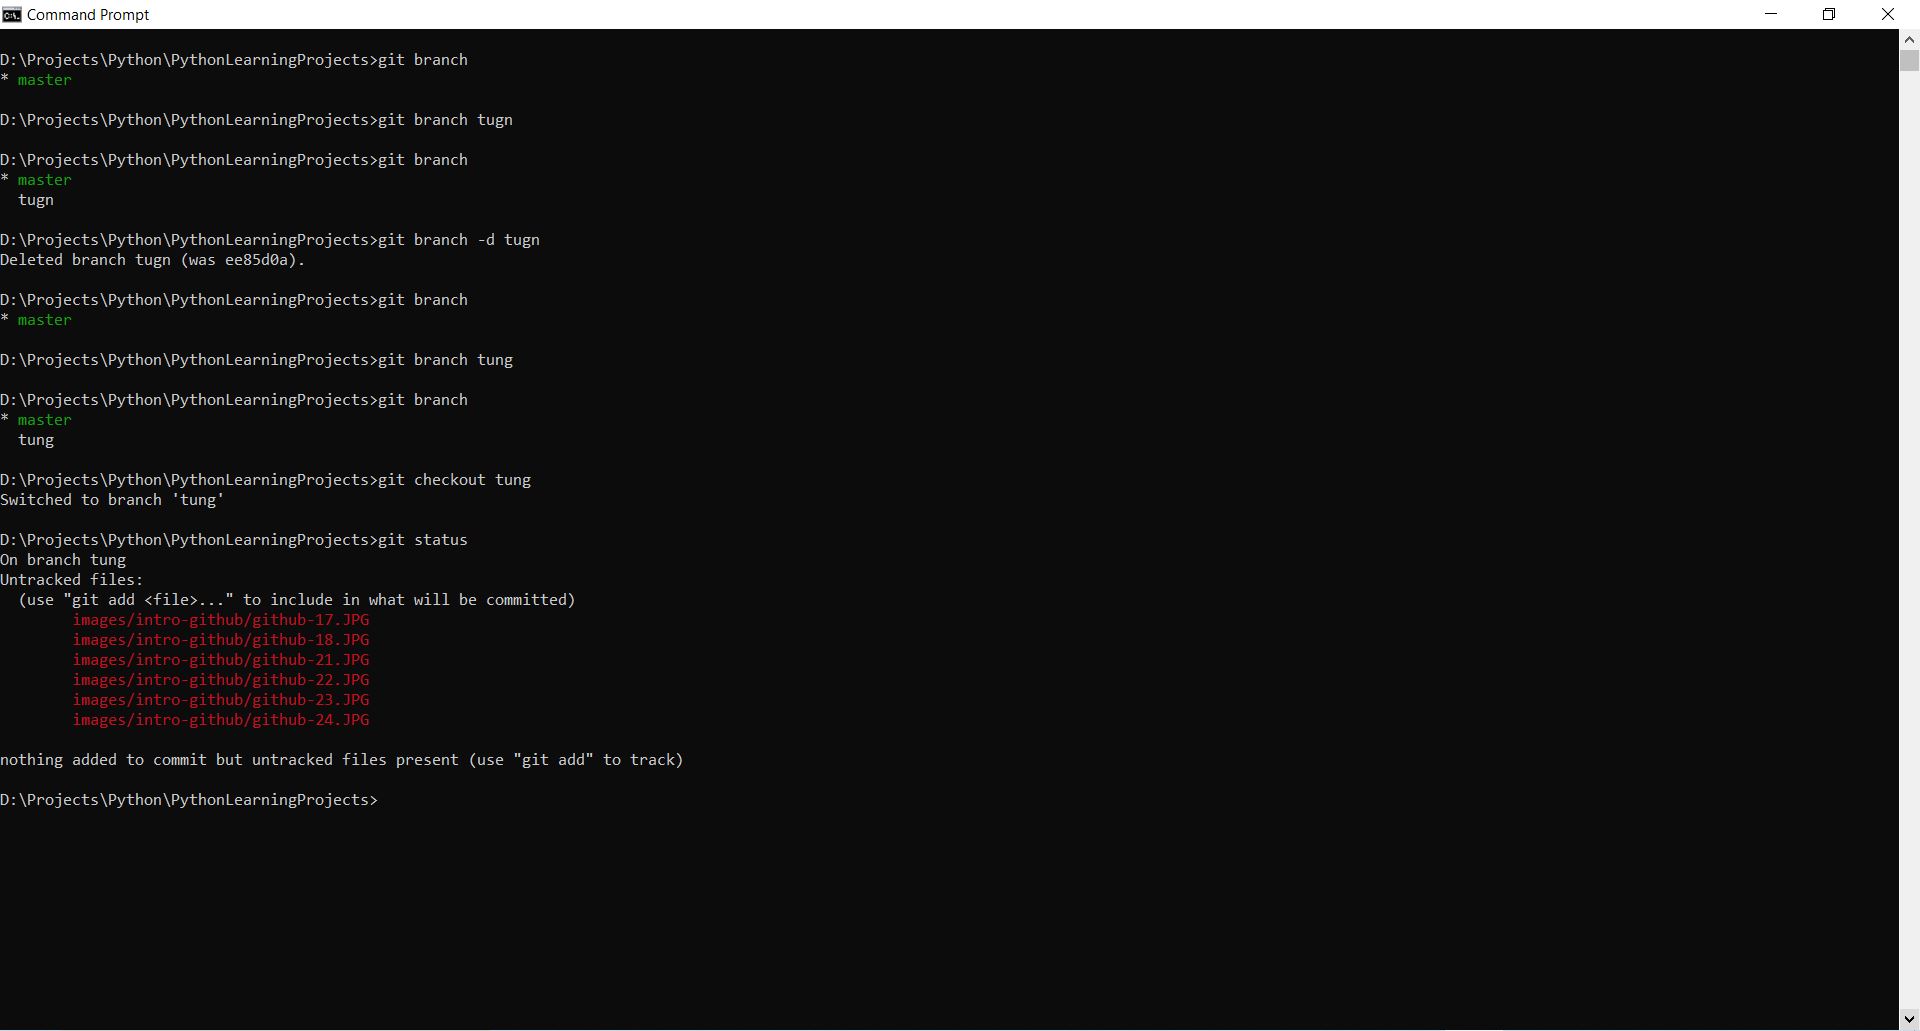 Command Prompt
D:\Projects\Python\PythonLearningProjects>git branch
* master
D:\Projects\Python\PythonLearningProjects>git branch tugn
D:\Projects\Python\PythonLearningProjects>git branch
* master
  tugn
D:\Projects\Python\PythonLearningProjects>git branch -d tugn
Deleted branch tugn (was ee85d0a).
D:\Projects\Python\PythonLearningProjects>git branch
* master
D:\Projects\Python\PythonLearningProjects>git branch tung
D:\Projects\Python\PythonLearningProjects>git branch
* master
  tung
D:\Projects\Python\PythonLearningProjects>git checkout tung
Switched to branch 'tung'
D:\Projects\Python\PythonLearningProjects>git status
On branch tung
Untracked files:
  (use "git add <file>..." to include in what will be committed)
        images/intro-github/github-17.JPG
        images/intro-github/github-18.JPG
        images/intro-github/github-21.JPG
        images/intro-github/github-22.JPG
        images/intro-github/github-23.JPG
        images/intro-github/github-24.JPG
nothing added to commit but untracked files present (use "git add" to track)
D:\Projects\Python\PythonLearningProjects>